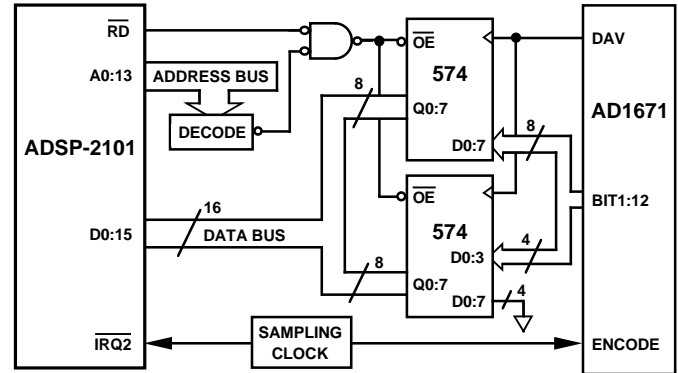 RD
A0:13
ADDRESS BUS
DECODE
ADSP-2101
D0:15
16
DATA BUS
IRQ2
SAMPLING
CLOCK
8
8
OE
574
Q0:7
D0:7
OE
574
D0:3
Q0:7
D0:7
8
4
4
DAV
AD1671
BIT1:12
ENCODE